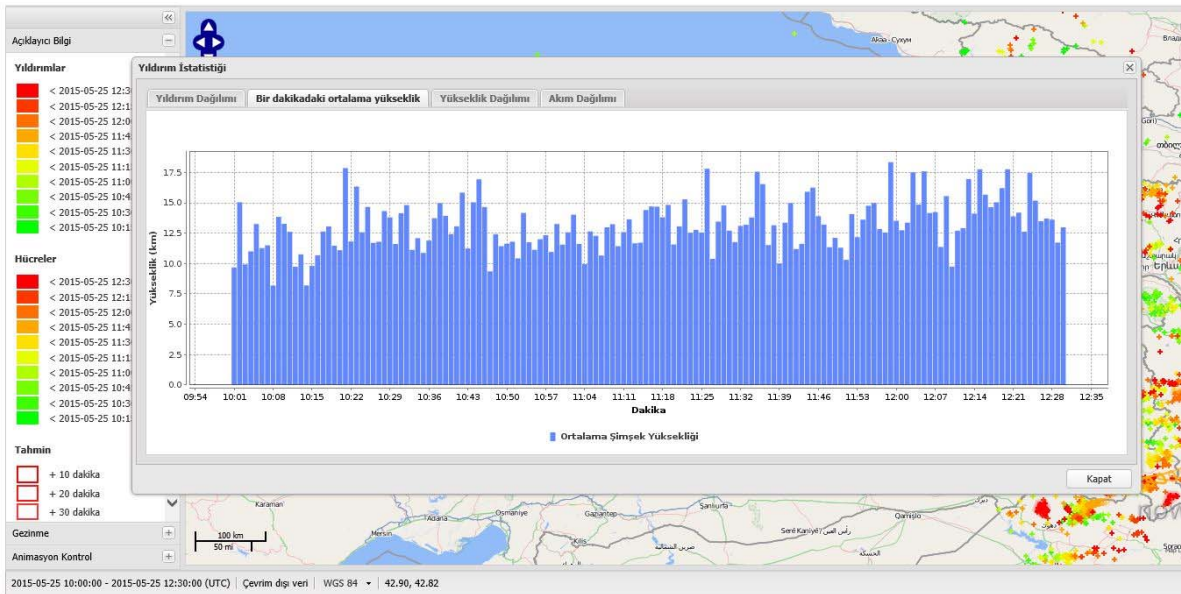 Açıklayıcı Bilgi
Yıldırımlar
< 2015-05-25 12:3
< 2015-05-25 12:1
< 2015-05-25 12:0
< 2015-05-25 11:4
< 2015-05-25 11:3
< 2015-05-25 11:1
< 2015-05-25 11:0
< 2015-05-25 10:4
< 2015-05-25 10:3
< 2015-05-25 10:1
Hücreler
< 2015-05-25 12:3
< 2015-05-25 12:1
< 2015-05-25 12:0
< 2015-05-25 11:4
< 2015-05-25 11:3
< 2015-05-25 11:1
< 2015-05-25 11:0
< 2015-05-25 10:4
< 2015-05-25 10:3
< 2015-05-25 10:1
Tahmin
+ 10 dakika
+ 20 dakika
+ 30 dakika
Gezinme
Animasyon Kontrol
Yıldırım İstatistiği
Yıldırım Dağılımı Bir dakikadaki ortalama yükseklik Yükseklik Dağılımı Akım Dağılımı
Yükseklik (km)
17.5
15.0
12.5
10.0
7.5
5.0
2.5
0.0
09:54 10:01 10:08 10:15 10:22 10:29 10:36 10:43 10:50 10:57 11:04 11:11 11:18 11:25 11:32 11:39 11:46 11:53 12:00 12:07 12:14 12:21 12:28 12:35
Dakika
Ortalama Şimşek Yüksekliği
Kapat
Karaman
Mersin
Adana
Osmaniye
Gaziantep
Kilis
Şanlıurfa
Qamişlo
الحسكة
100 km
50 mi
2015-05-25 10:00:00 - 2015-05-25 12:30:00 (UTC) Çevrim dışı veri WGS 84 42.90, 42.82